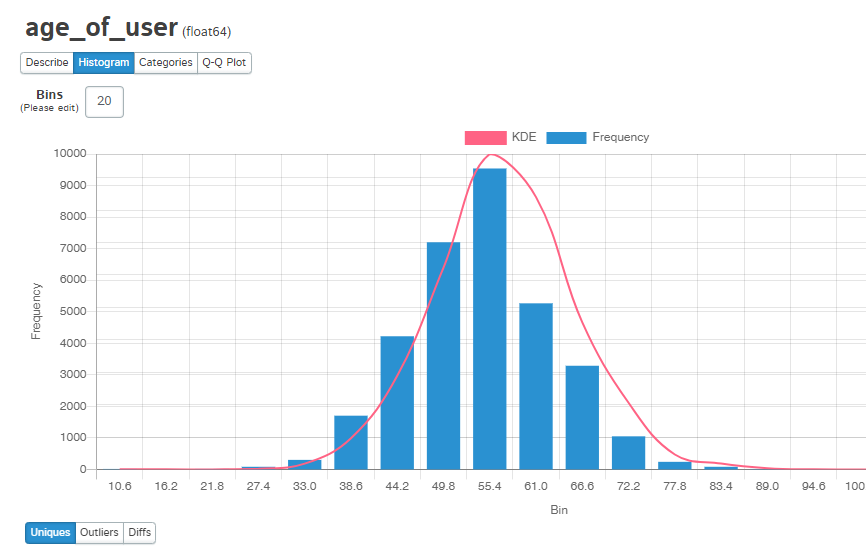 age_of_user (float64)
Describe Histogram Categories Q-Q Plot
Bins
(Please edit)
20
KDE Frequency
10000
9000
8000
7000
6000
5000
4000
3000
2000
1000
0
Frequency
10.6 16.2 21.8 27.4 33.0 38.6 44.2 49.8 55.4 61.0 66.6 72.2 77.8 83.4 89.0 94.6 100
Bin
Uniques Outliers Diffs